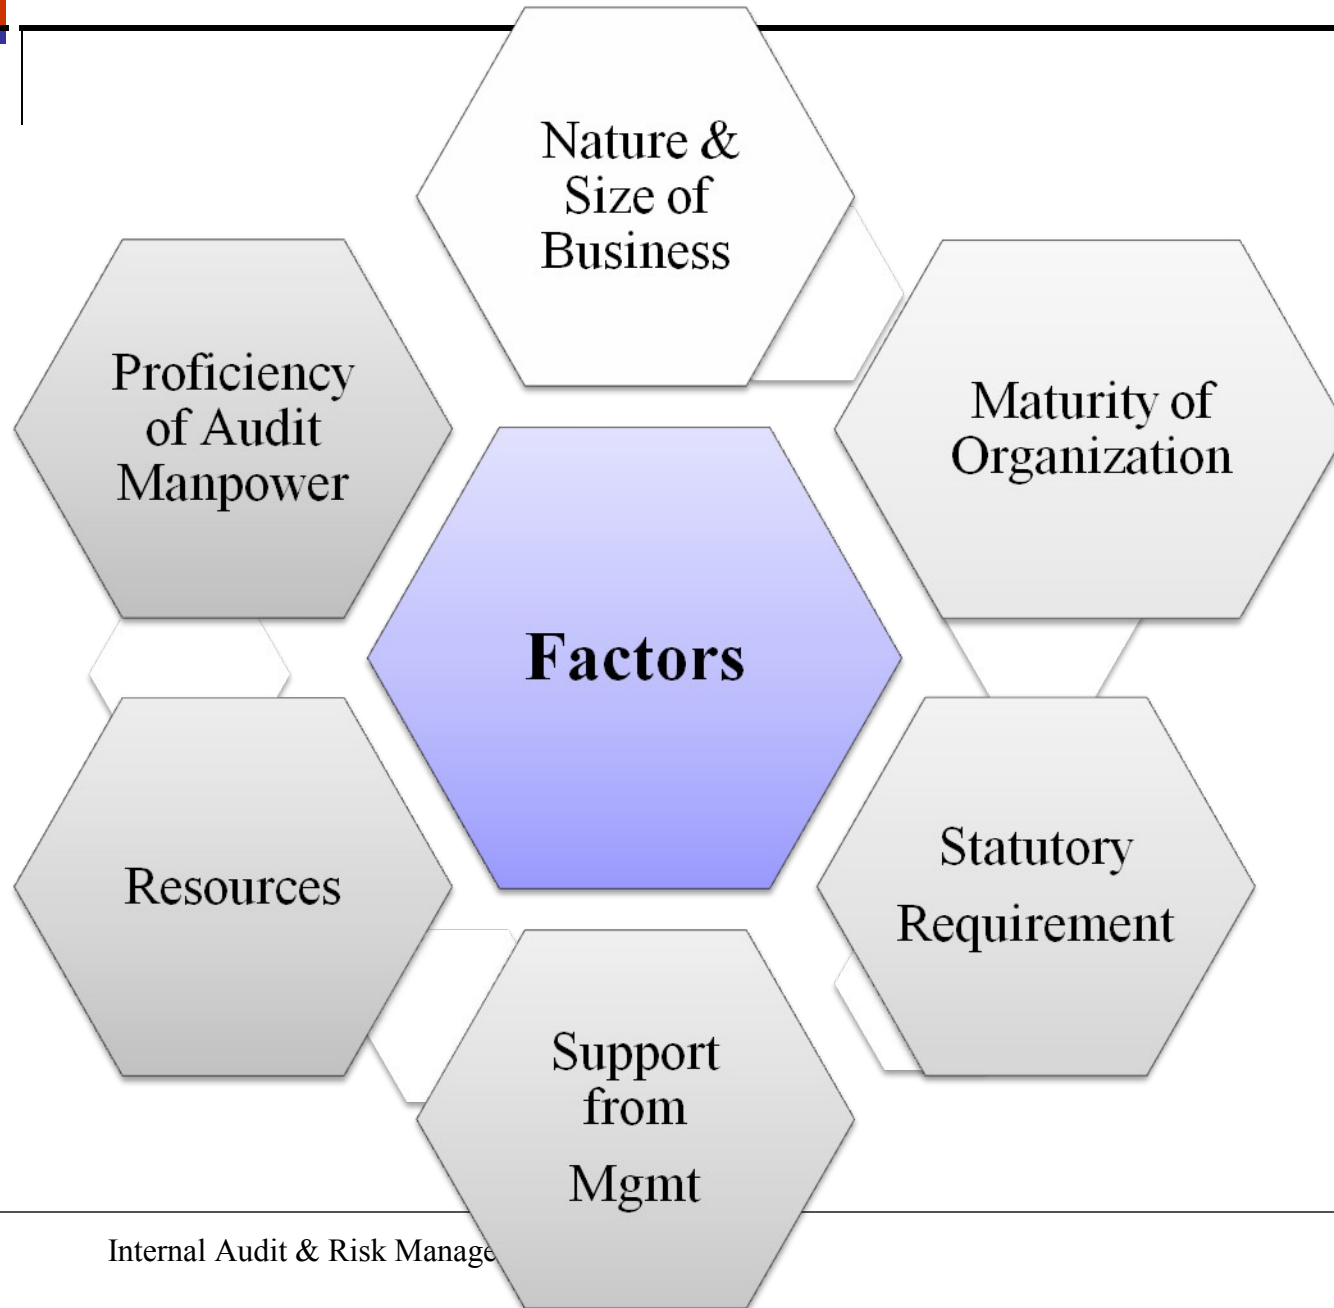 Nature &
Size of
Business
Maturity of
Organization
Statutory
Requirement
Support
from
Mgmt
Resources
Proficiency
of Audit
Manpower
Factors
Internal Audit & Risk Manage